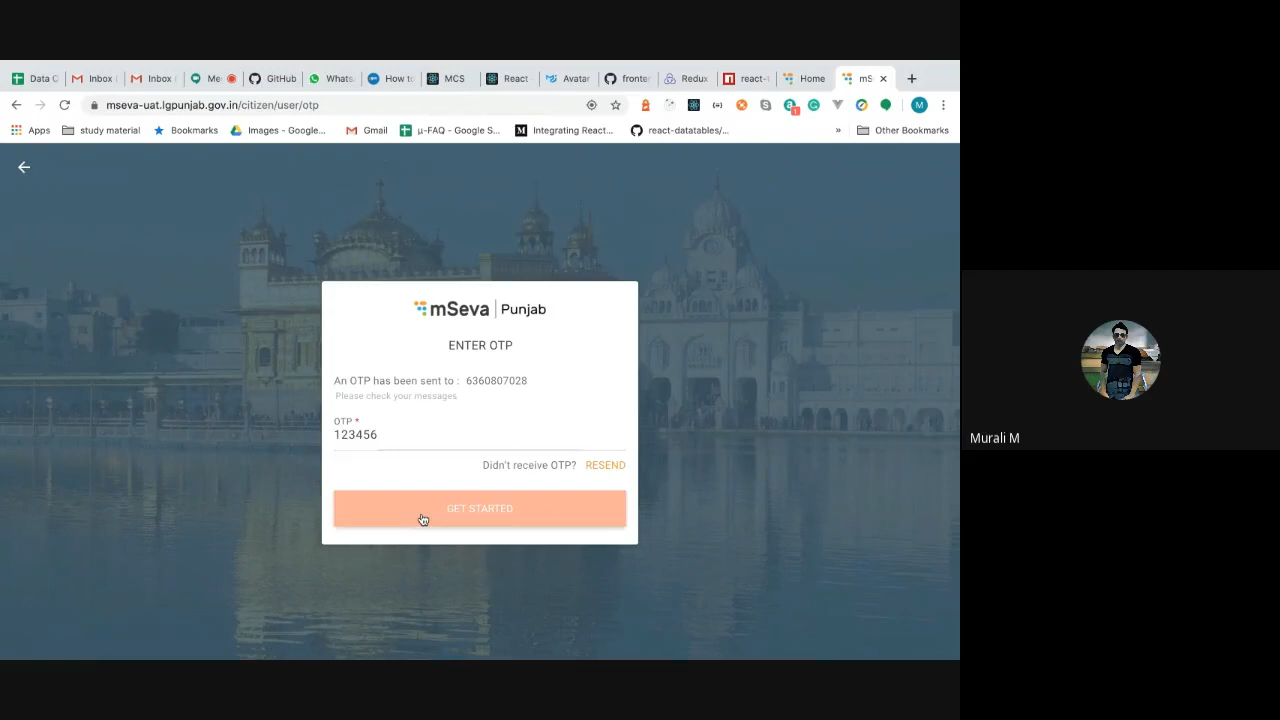 Data C
Inbox
Inbox
Me
GitHub
Whats
How to
MCS
React
Avatar
fronter
Redux
react-t
Home
mS
mseva-uat.lgpunjab.gov.in/citizen/user/otp
M
Apps
study material
Bookmarks
Images - Google...
Gmail
μ-FAQ - Google S...
Integrating React...
react-datatables/...
»
Other Bookmarks
mSeva | Punjab
ENTER OTP
An OTP has been sent to : 6360807028
Please check your messages
OTP *
123456
Didn't receive OTP? RESEND
GET STARTED
Murali M